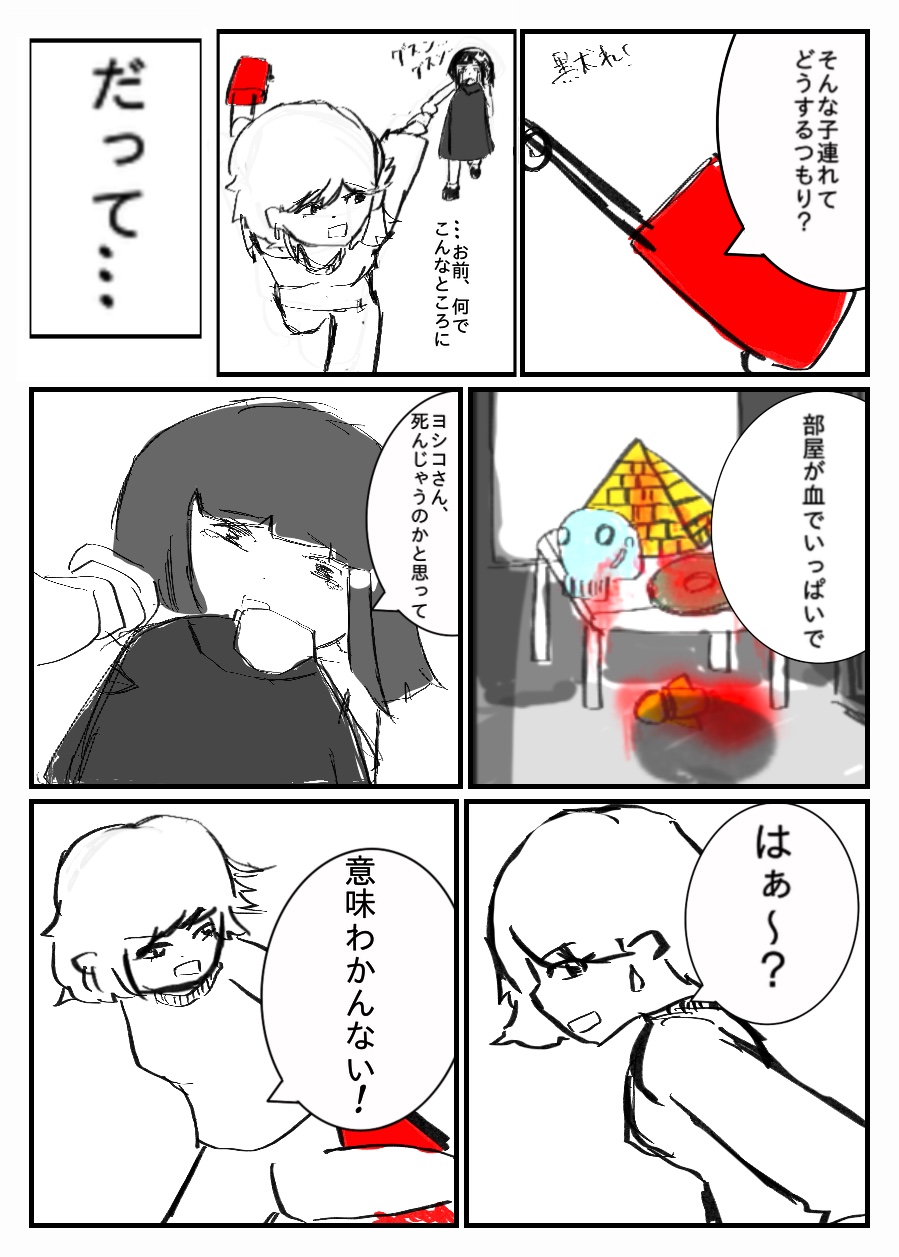 そんな子連れて
どうするつもり？
グスン…
グスン…
…お前、何で
こんなところに
だって…
部屋が血でいっぱいで
ヨシコさん、
死んじゃうのかと思って
はぁ～？
意味わかんない！